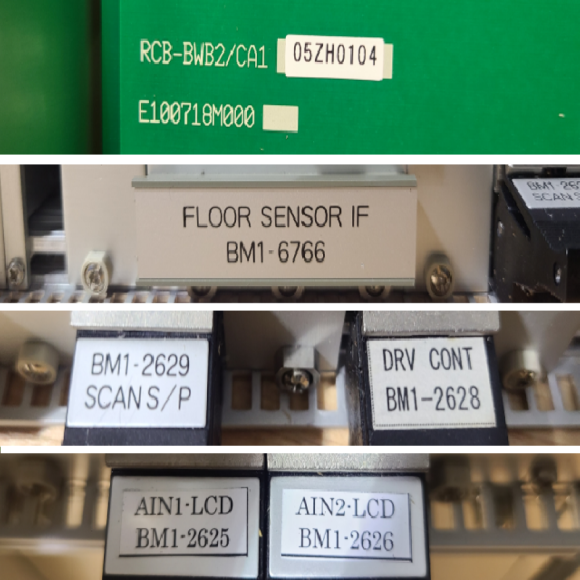 RCB-BWB2/CA1 05ZH0104
E100718M000
FLOOR SENSOR IF
BM1-6766
BM1-2629
SCAN S/P
DRV CONT
BM1-2628
AIN1·LCD
BM1-2625
AIN2·LCD
BM1-2626